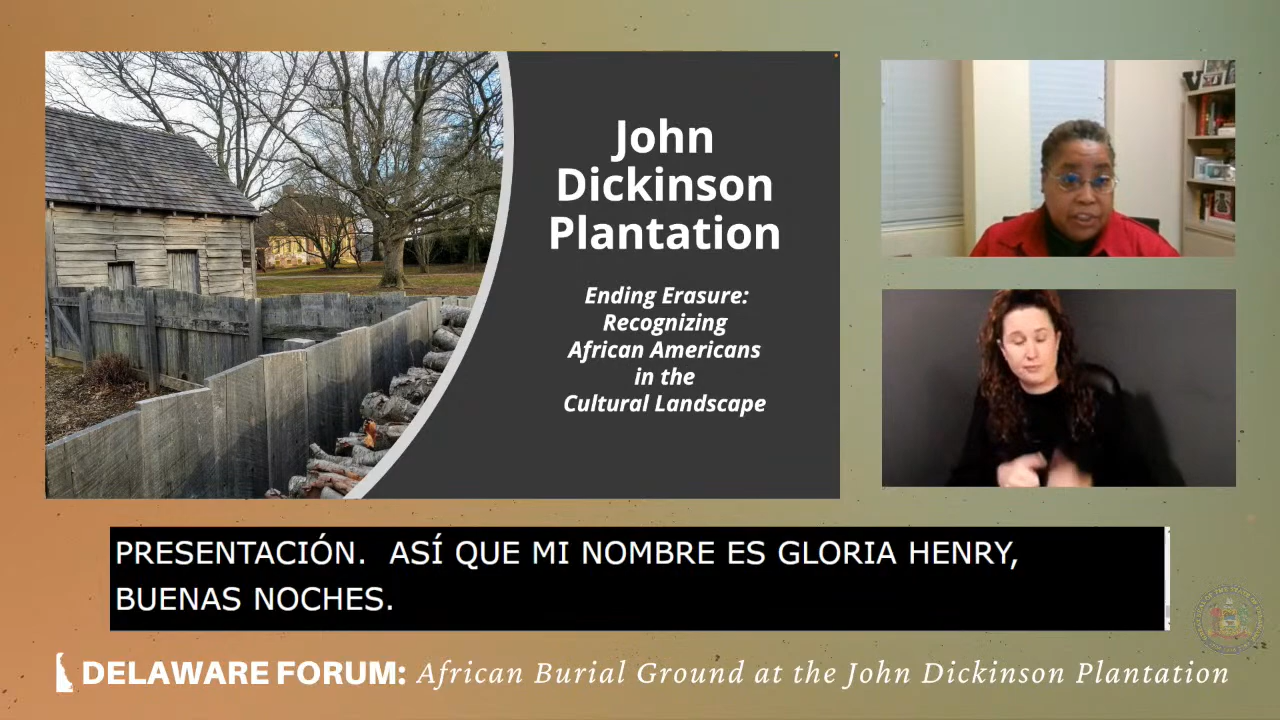 John
Dickinson
Plantation
Ending Erasure:
Recognizing
African Americans
in the
Cultural Landscape
PRESENTACIÓN.  ASÍ QUE MI NOMBRE ES GLORIA HENRY,
BUENAS NOCHES.
DELAWARE FORUM: African Burial Ground at the John Dickinson Plantation